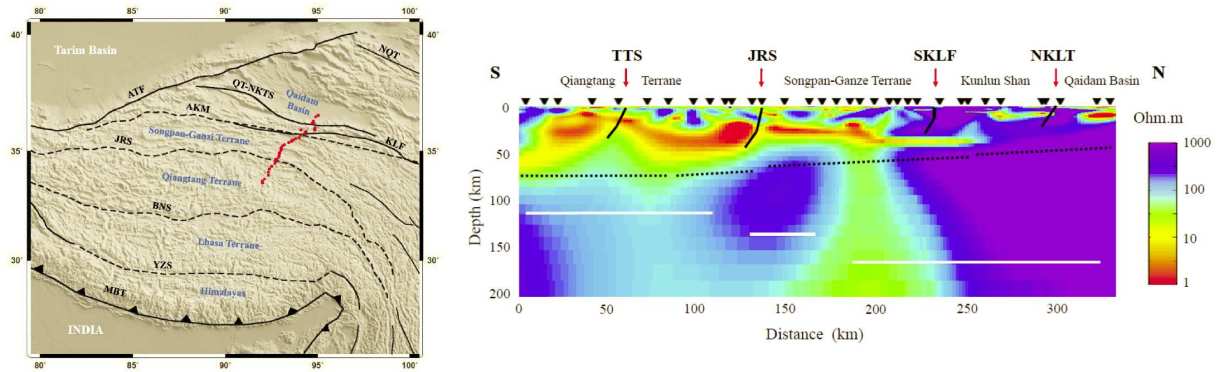 80˚ 85˚ 90˚ 95˚ 100˚
40˚ 40˚
Tarim Basin
NQT
ATF
QT-NKTS
Qaidam
Basin
AKM
Songpan-Ganzi Terrane
KLF
JRS
35˚ 35˚
Qiangtang Terrane
BNS
Lhasa Terrane
30˚ 30˚
YZS
Himalayas
MBT
INDIA
80˚ 85˚ 90˚ 95˚ 100˚
TTS JRS SKLF NKLT
S N
Qiangtang Terrane Songpan-Ganze Terrane Kunlun Shan Qaidam Basin
Depth (km)
0
50
100
150
200
0 50 100 150 200 250 300
Distance (km)
Ohm.m
1000
100
10
1